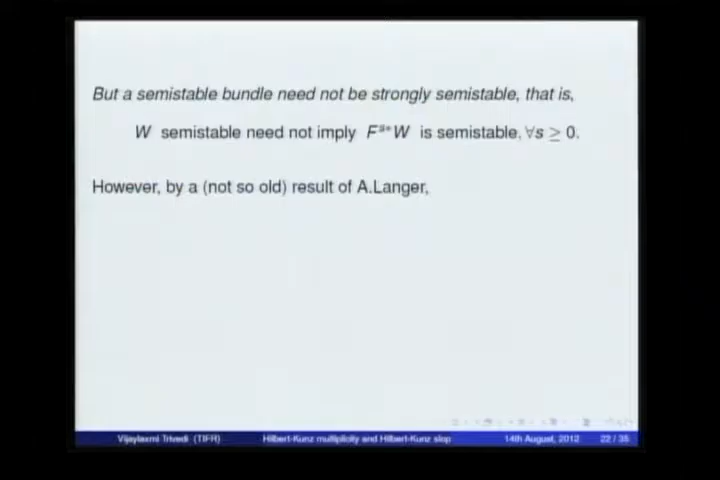 But a semistable bundle need not be strongly semistable, that is,
W semistable need not imply F^{s*}W is semistable, ∀s ≥ 0.
However, by a (not so old) result of A.Langer,
Vijaylaxmi Trivedi (TIFR) Hilbert-Kunz multiplicity and Hilbert-Kunz slop 14th August, 2012 22 / 35